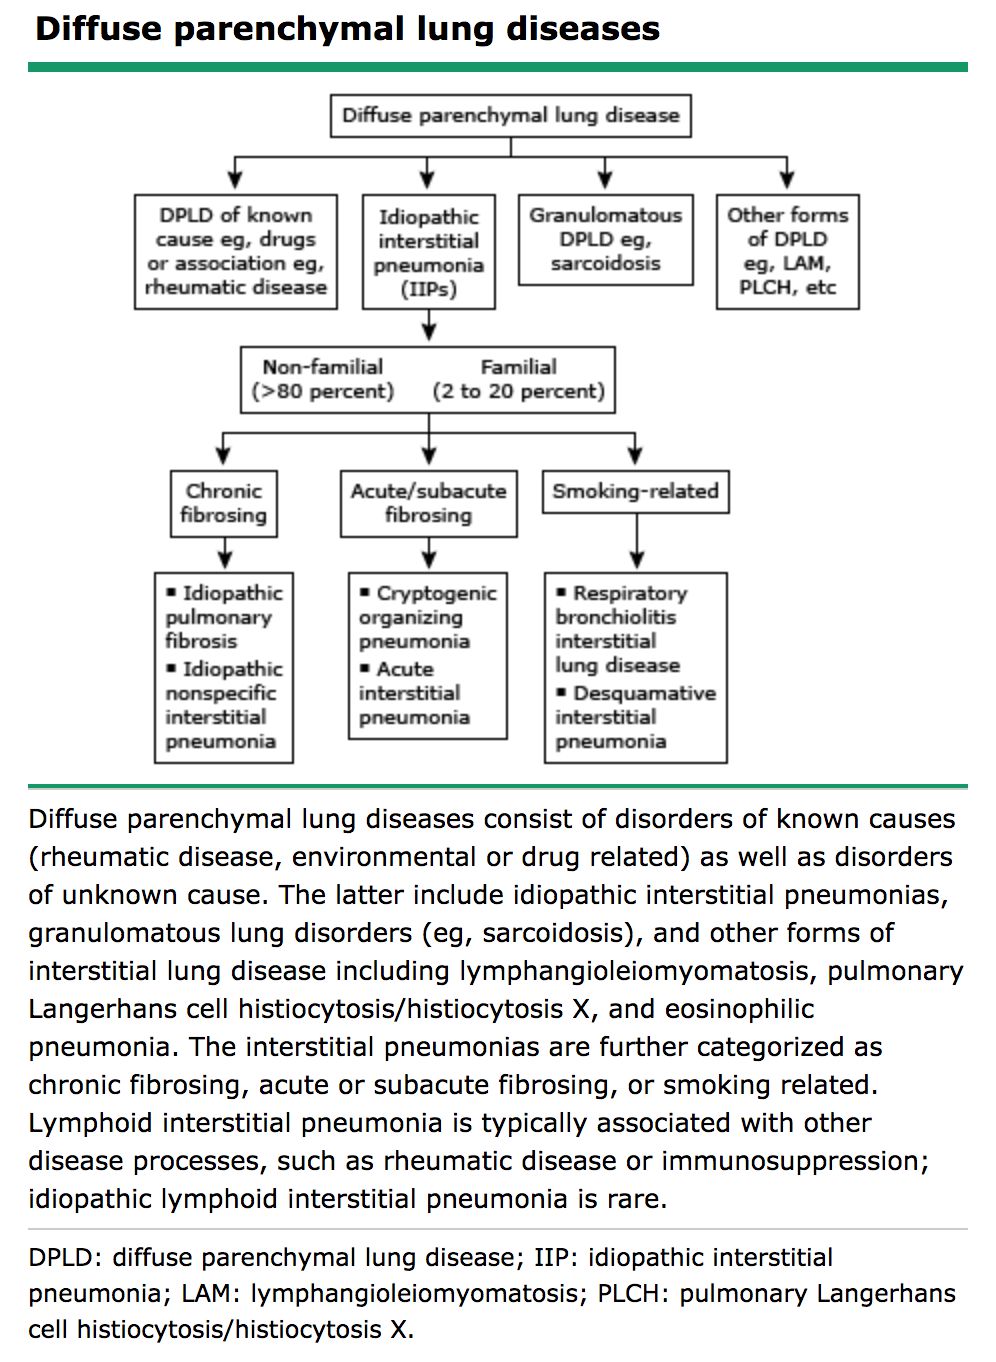 Diffuse parenchymal lung diseases
Diffuse parenchymal lung disease
DPLD of known
cause eg, drugs
or association eg,
rheumatic disease
Idiopathic
interstitial
pneumonia
(IIPs)
Granulomatous
DPLD eg,
sarcoidosis
Other forms
of DPLD
eg, LAM,
PLCH, etc
Non-familial
(>80 percent)
Familial
(2 to 20 percent)
Chronic
fibrosing
Acute/subacute
fibrosing
Smoking-related
▪ Idiopathic
pulmonary
fibrosis
▪ Idiopathic
nonspecific
interstitial
pneumonia
▪ Cryptogenic
organizing
pneumonia
▪ Acute
interstitial
pneumonia
▪ Respiratory
bronchiolitis
interstitial
lung disease
▪ Desquamative
interstitial
pneumonia
Diffuse parenchymal lung diseases consist of disorders of known causes
(rheumatic disease, environmental or drug related) as well as disorders
of unknown cause. The latter include idiopathic interstitial pneumonias,
granulomatous lung disorders (eg, sarcoidosis), and other forms of
interstitial lung disease including lymphangioleiomyomatosis, pulmonary
Langerhans cell histiocytosis/histiocytosis X, and eosinophilic
pneumonia. The interstitial pneumonias are further categorized as
chronic fibrosing, acute or subacute fibrosing, or smoking related.
Lymphoid interstitial pneumonia is typically associated with other
disease processes, such as rheumatic disease or immunosuppression;
idiopathic lymphoid interstitial pneumonia is rare.
DPLD: diffuse parenchymal lung disease; IIP: idiopathic interstitial
pneumonia; LAM: lymphangioleiomyomatosis; PLCH: pulmonary Langerhans
cell histiocytosis/histiocytosis X.